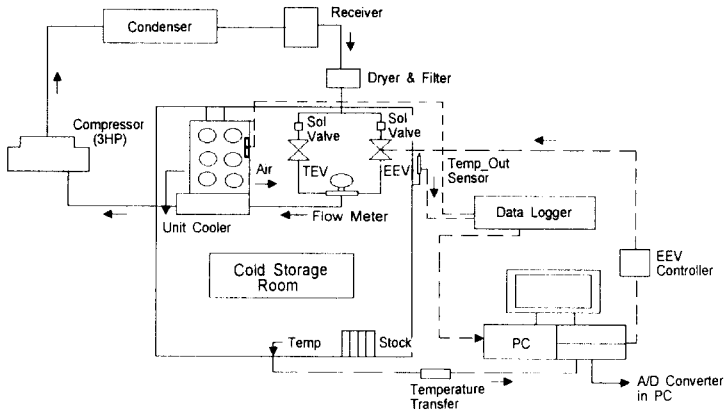 Receiver
Condenser
Dryer & Filter
Compressor
(3HP)
Sol
Valve
Sol
Valve
Air
TEV
EEV
Temp_Out
Sensor
Unit Cooler
Flow Meter
Data Logger
EEV
Controller
Cold Storage
Room
Temp
Stock
PC
Temperature
Transfer
A/D Converter
in PC